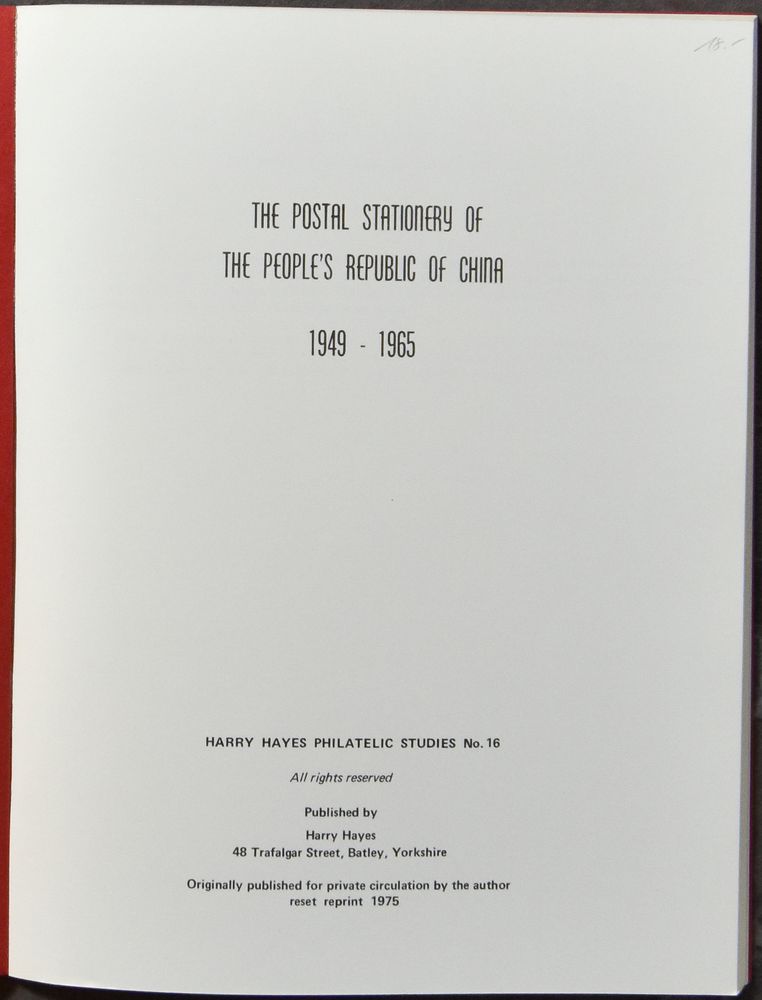 18.-
THE POSTAL STATIONERY OF
THE PEOPLE'S REPUBLIC OF CHINA
1949 - 1965
HARRY HAYES PHILATELIC STUDIES No. 16
All rights reserved
Published by
Harry Hayes
48 Trafalgar Street, Batley, Yorkshire
Originally published for private circulation by the author
reset reprint 1975